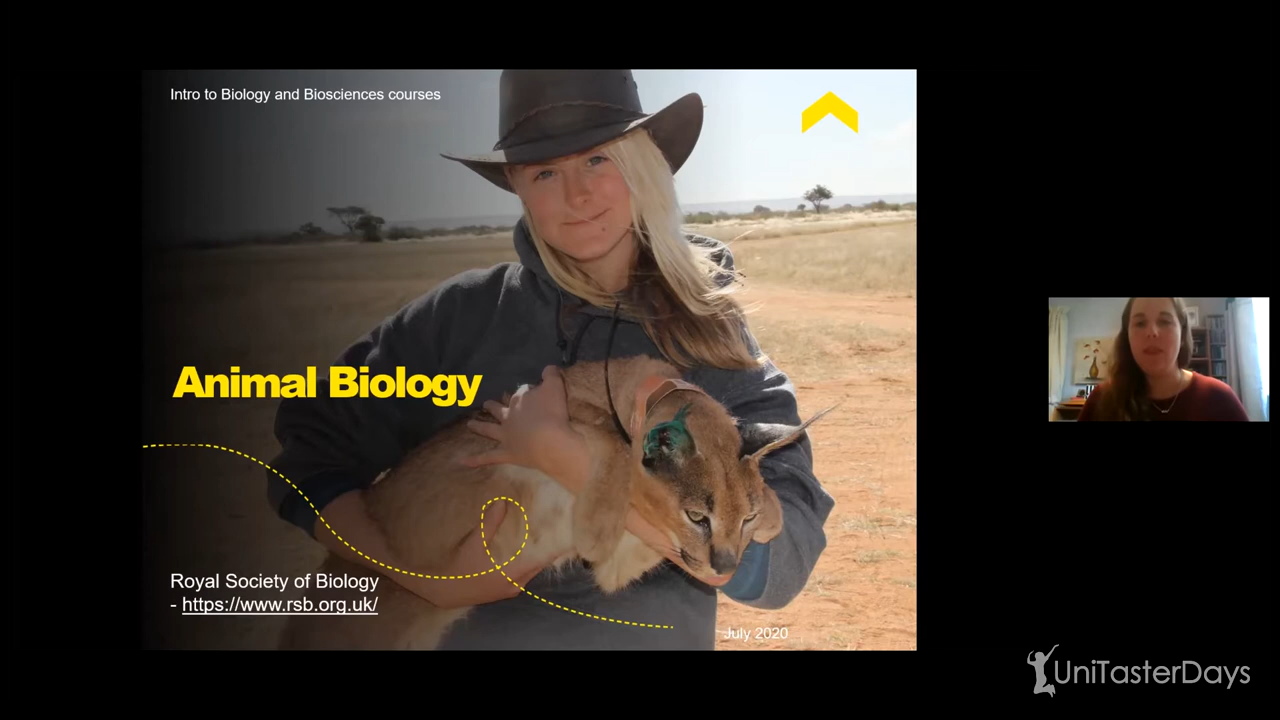 Intro to Biology and Biosciences courses
Animal Biology
Royal Society of Biology
- https://www.rsb.org.uk/
July 2020
UniTasterDays